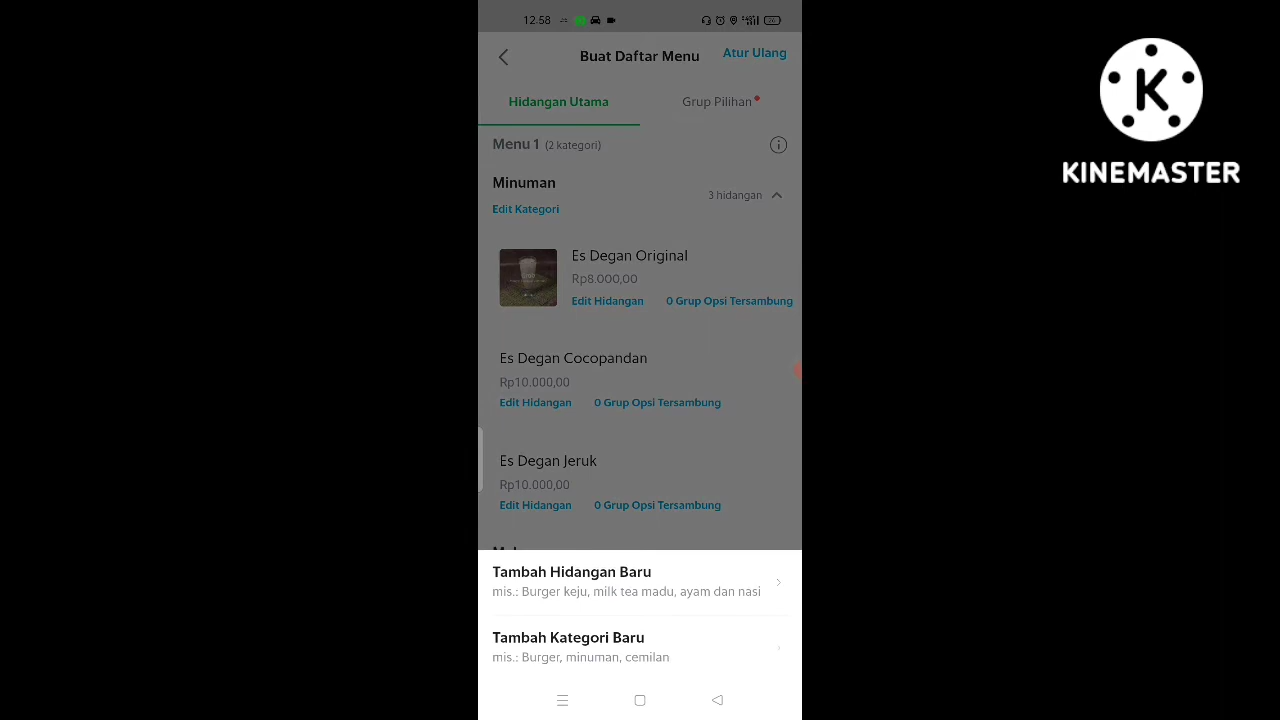 12.58
Buat Daftar Menu
Atur Ulang
Hidangan Utama
Grup Pilihan
Menu 1 (2 kategori)
Minuman
3 hidangan
Edit Kategori
Es Degan Original
Rp8.000,00
Edit Hidangan
0 Grup Opsi Tersambung
Es Degan Cocopandan
Rp10.000,00
Edit Hidangan
0 Grup Opsi Tersambung
Es Degan Jeruk
Rp10.000,00
Edit Hidangan
0 Grup Opsi Tersambung
Tambah Hidangan Baru
mis.: Burger keju, milk tea madu, ayam dan nasi
Tambah Kategori Baru
mis.: Burger, minuman, cemilan
K
KINEMASTER